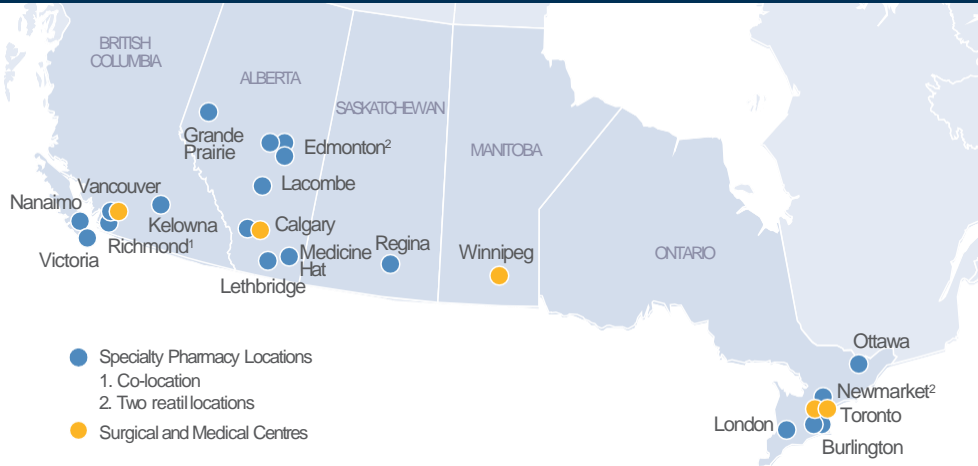 BRITISH
COLUMBIA
ALBERTA
SASKATCHEWAN
MANITOBA
ONTARIO
Grande
Prairie
Edmonton²
Lacombe
Vancouver
Nanaimo
Kelowna
Richmond¹
Victoria
Calgary
Medicine
Hat
Lethbridge
Regina
Winnipeg
Ottawa
Newmarket²
Toronto
London
Burlington
Specialty Pharmacy Locations
1. Co-location
2. Two reatil locations
Surgical and Medical Centres